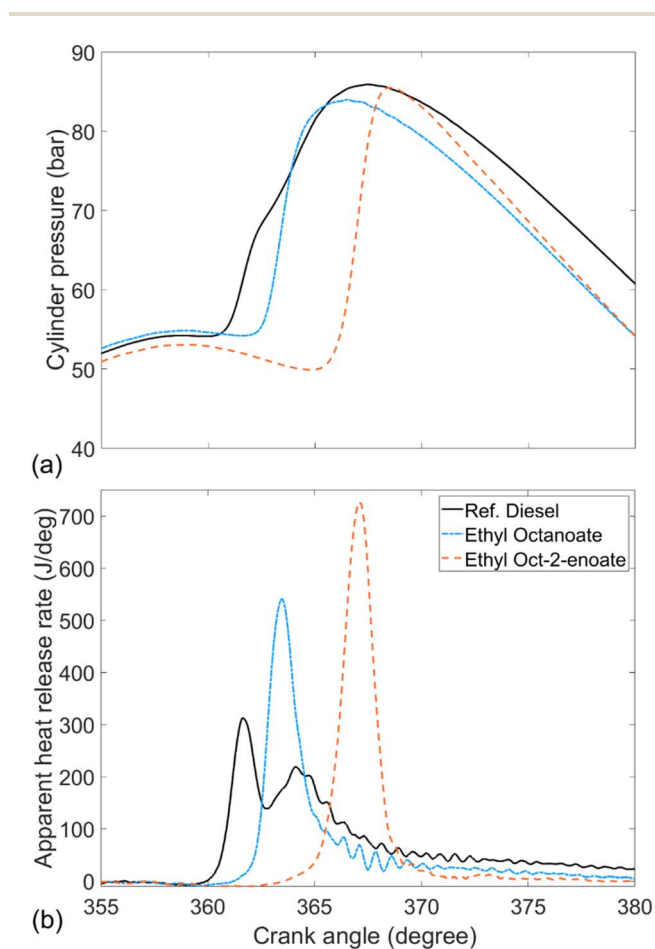 90
80
70
60
50
40
Cylinder pressure (bar)
(a)
700
600
500
400
300
200
100
0
Apparent heat release rate (J/deg)
Ref. Diesel
Ethyl Octanoate
Ethyl Oct-2-enoate
355
360
365
370
375
380
Crank angle (degree)
(b)